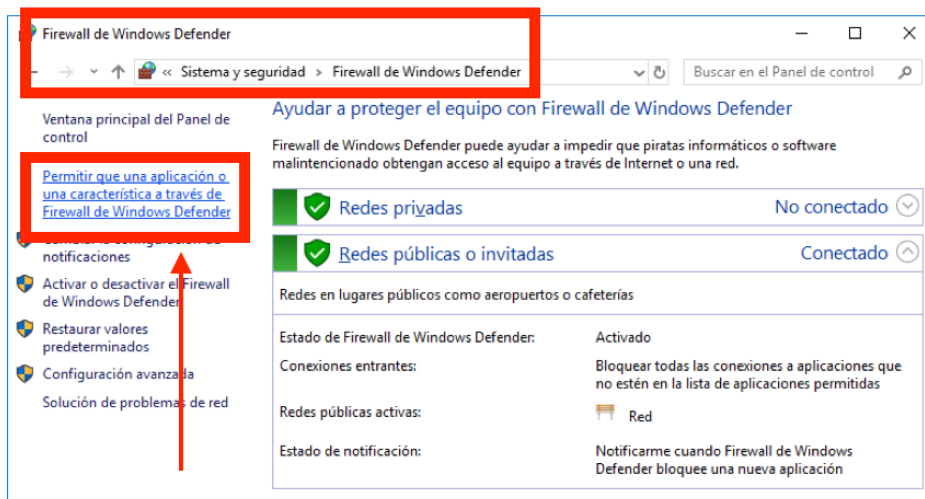 Firewall de Windows Defender
« Sistema y seguridad > Firewall de Windows Defender
Buscar en el Panel de control
Ventana principal del Panel de
control
Permitir que una aplicación o
una característica a través de
Firewall de Windows Defender
Cambiar la configuración de
notificaciones
Activar o desactivar el Firewall
de Windows Defender
Restaurar valores
predeterminados
Configuración avanzada
Solución de problemas de red
Ayudar a proteger el equipo con Firewall de Windows Defender
Firewall de Windows Defender puede ayudar a impedir que piratas informáticos o software
malintencionado obtengan acceso al equipo a través de Internet o una red.
Redes privadas No conectado
Redes públicas o invitadas Conectado
Redes en lugares públicos como aeropuertos o cafeterías
Estado de Firewall de Windows Defender: Activado
Conexiones entrantes: Bloquear todas las conexiones a aplicaciones que
no estén en la lista de aplicaciones permitidas
Redes públicas activas: Red
Estado de notificación: Notificarme cuando Firewall de Windows
Defender bloquee una nueva aplicación